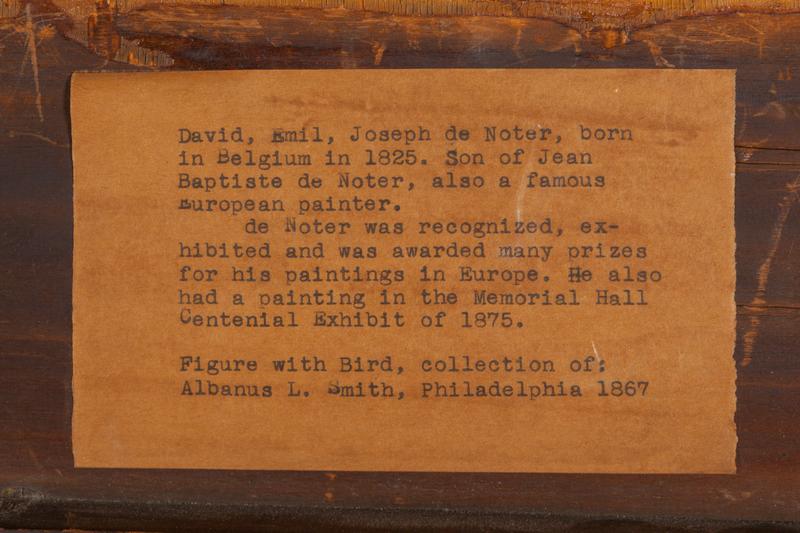 David, Emil, Joseph de Noter, born
in Belgium in 1825. Son of Jean
Baptiste de Noter, also a famous
European painter.
de Noter was recognized, ex-
hibited and was awarded many prizes
for his paintings in Europe. He also
had a painting in the Memorial Hall
Centenial Exhibit of 1875.
Figure with Bird, collection of:
Albanus L. Smith, Philadelphia 1867